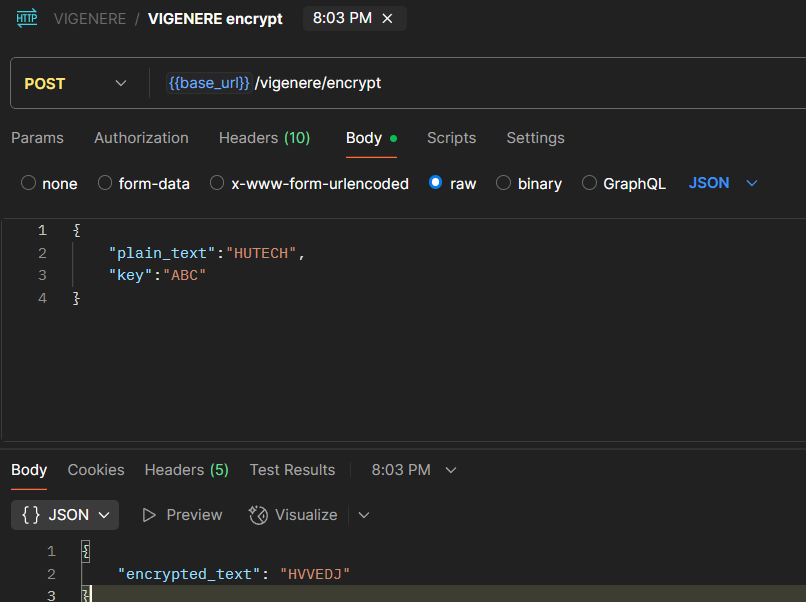 HTTP VIGENERE / VIGENERE encrypt 8:03 PM
POST {{base_url}} /vigenere/encrypt
Params Authorization Headers (10) Body Scripts Settings
none form-data x-www-form-urlencoded raw binary GraphQL JSON
1 {
2 "plain_text":"HUTECH",
3 "key":"ABC"
4 }
Body Cookies Headers (5) Test Results 8:03 PM
{} JSON Preview Visualize
1 {
2 "encrypted_text": "HVVEDJ"
3 }